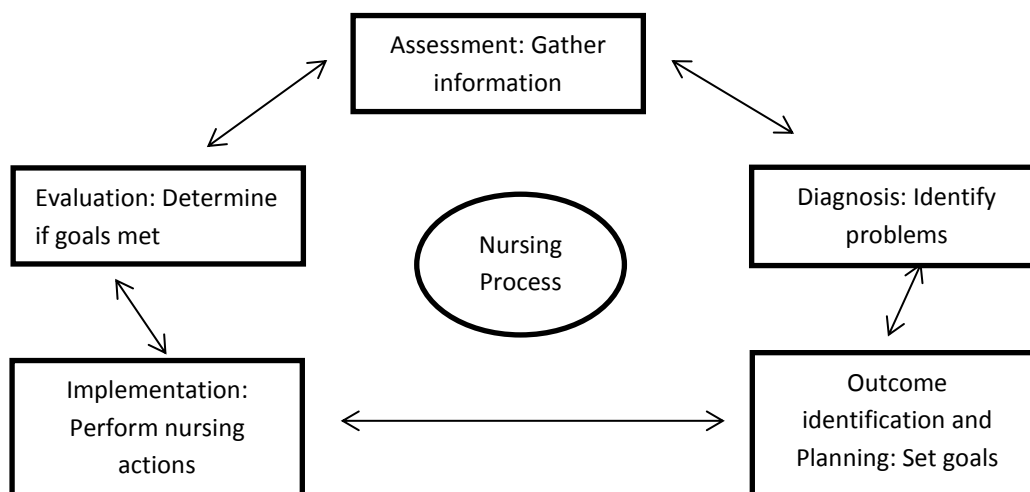 Assessment: Gather
information
Evaluation: Determine
if goals met
Diagnosis: Identify
problems
Nursing
Process
Implementation:
Perform nursing
actions
Outcome
identification and
Planning: Set goals